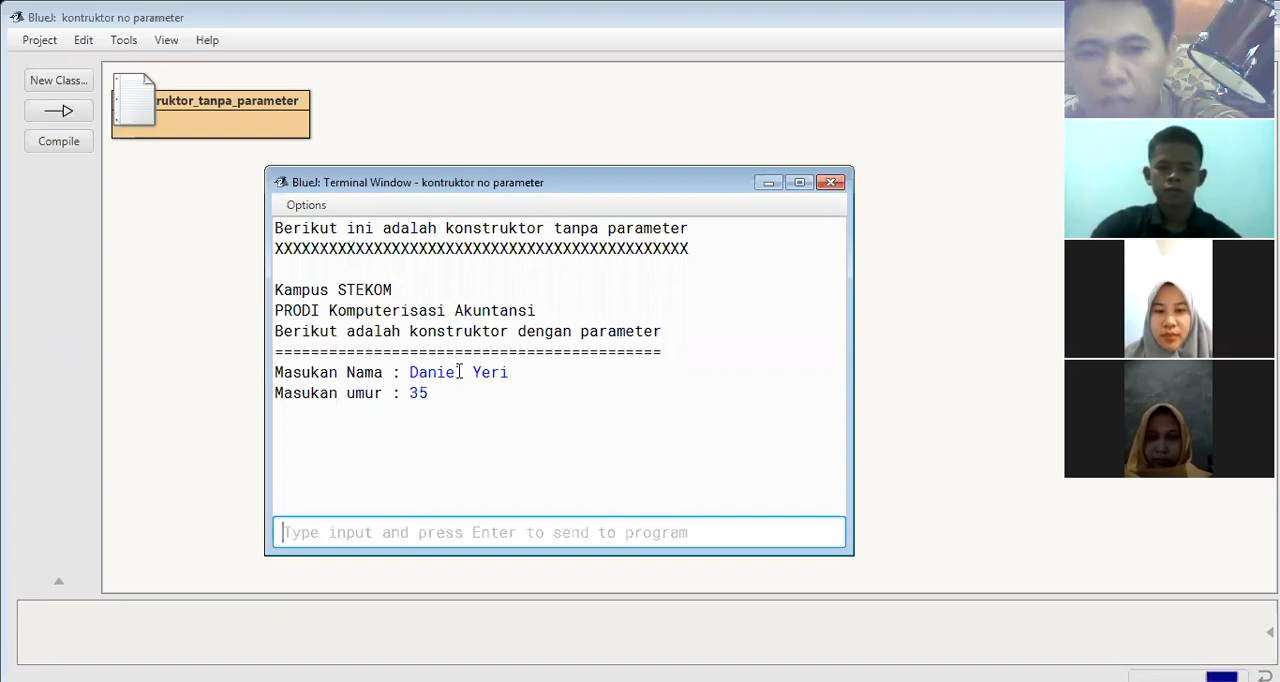 BlueJ: kontruktor no parameter
Project Edit Tools View Help
New Class...
Compile
ruktor_tanpa_parameter
BlueJ: Terminal Window - kontruktor no parameter
Options
Berikut ini adalah konstruktor tanpa parameter
XXXXXXXXXXXXXXXXXXXXXXXXXXXXXXXXXXXXXXXXXXXXXX
Kampus STEKOM
PRODI Komputerisasi Akuntansi
Berikut adalah konstruktor dengan parameter
===========================================
Masukan Nama : Daniel Yeri
Masukan umur : 35
Type input and press Enter to send to program